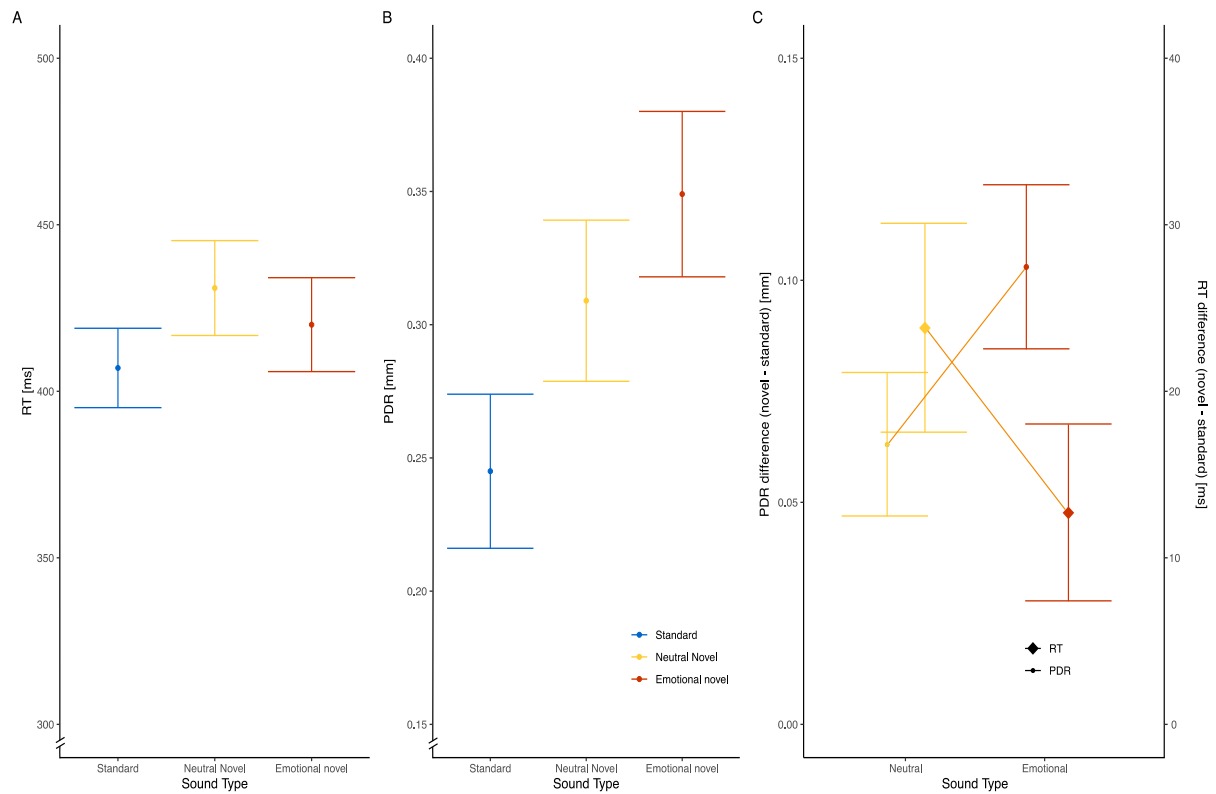 A
500
450
400
350
300
RT [ms]
Standard
Neutral Novel
Emotional novel
Sound Type
B
0.40
0.35
0.30
0.25
0.20
0.15
PDR [mm]
Standard
Neutral Novel
Emotional novel
Standard
Neutral Novel
Emotional novel
Sound Type
C
0.15
0.10
0.05
0.00
PDR difference (novel - standard) [mm]
40
30
20
10
0
RT difference (novel - standard) [ms]
RT
PDR
Neutral
Emotional
Sound Type